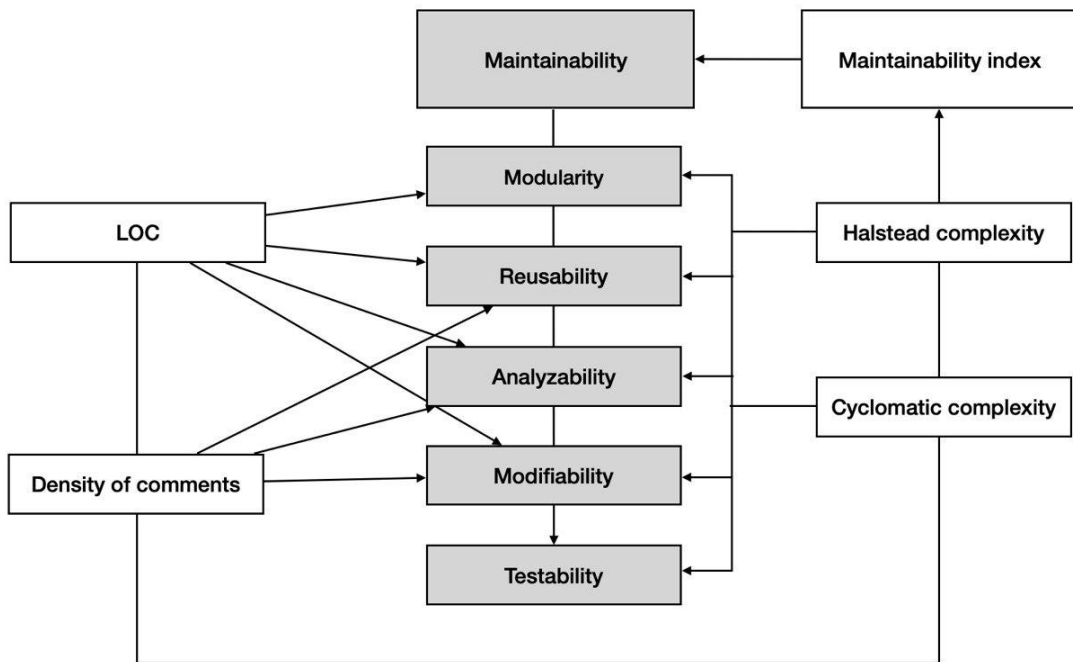 Maintainability
Maintainability index
Modularity
LOC
Halstead complexity
Reusability
Analyzability
Cyclomatic complexity
Density of comments
Modifiability
Testability